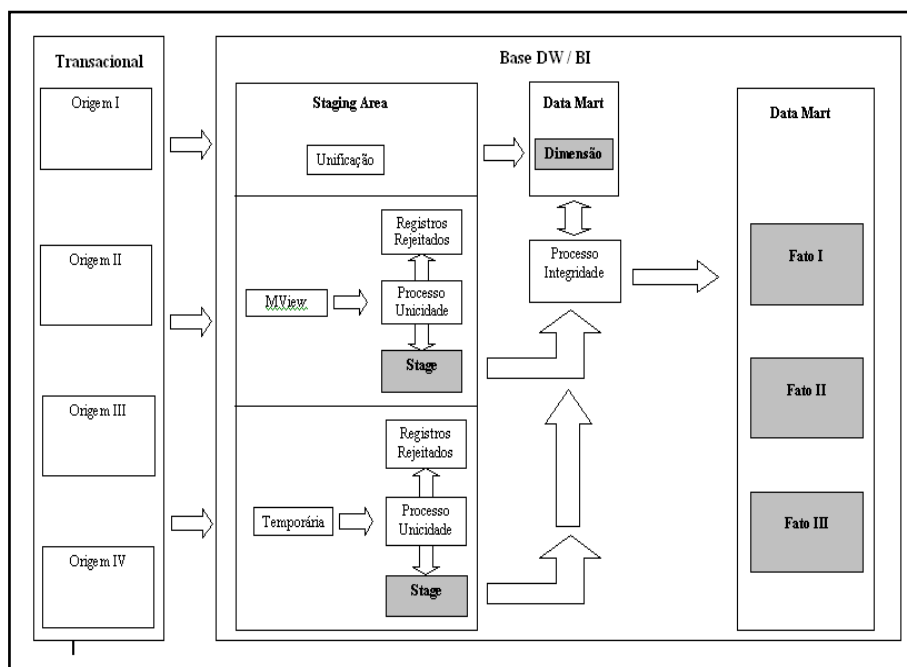 Transacional
Origem I
Origem II
Origem III
Origem IV
Base DW / BI
Staging Area
Unificação
Registros
Rejeitados
MView
Processo
Unicidade
Stage
Registros
Rejeitados
Temporária
Processo
Unicidade
Stage
Data Mart
Dimensão
Processo
Integridade
Data Mart
Fato I
Fato II
Fato III